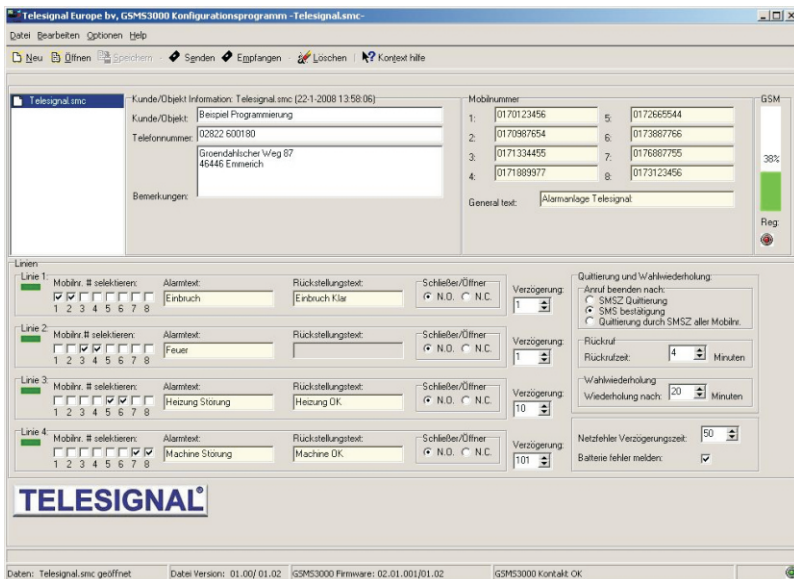 Telesignal Europe bv, GSMS3000 Konfigurationsprogramm -Telesignal.smc-
Datei Bearbeiten Optionen Help
Neu Öffnen Speichern Senden Empfangen Löschen Kontext hilfe
Telesignal.smc
Kunde/Objekt Information: Telesignal.smc (22-1-2008 13:58:06)
Kunde/Objekt: Beispiel Programmierung
Telefonnummer: 02822 600180
Groendahlscher Weg 87
46446 Emmerich
Bemerkungen:
Mobilnummer
1: 0170123456 5: 0172665544
2: 0170987654 6: 0173887766
3: 0171334455 7: 0176887755
4: 0171889977 8: 0173123456
General text: Alarmanlage Telesignal:
GSM
38%
Reg:
Linien
Linie 1:
Mobilnr. # selektieren: Alarmtext: Rückstellungstext: Schließer/Öffner Verzögerung:
Einbruch Einbruch Klar N.O. N.C. 1
1 2 3 4 5 6 7 8
Linie 2:
Mobilnr.# selektieren: Alarmtext: Rückstellungstext: Schließer/Öffner Verzögerung:
Feuer N.O. N.C. 1
1 2 3 4 5 6 7 8
Linie 3:
Mobilnr. # selektieren: Alarmtext: Rückstellungstext: Schließer/Öffner Verzögerung:
Heizung Störung Heizung OK N.O. N.C. 10
1 2 3 4 5 6 7 8
Linie 4:
Mobilnr. # selektieren: Alarmtext: Rückstellungstext: Schließer/Öffner Verzögerung:
Machine Störung Machine OK N.O. N.C. 101
1 2 3 4 5 6 7 8
Quittierung und Wahlwiederholung:
Anruf beenden nach:
SMSZ Quittierung
SMS bestätigung
Quittierung durch SMSZ aller Mobilnr.
Rückruf
Rückrufzeit: 4 Minuten
Wahlwiederholung
Wiederholung nach: 20 Minuten
Netzfehler Verzögerungszeit: 50
Batterie fehler melden:
TELESIGNAL®
Daten: Telesignal.smc geöffnet Datei Version: 01.00/ 01.02 GSMS3000 Firmware: 02.01.001/01.02 GSMS3000 Kontakt OK